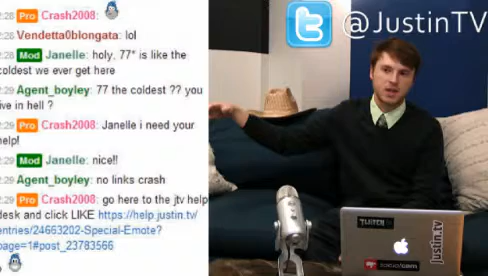 :28 Pro Crash2008:
:28 Vendetta0blongata: lol
:28 Mod Janelle: holy, 77* is like the
coldest we ever get here
:29 Agent_boyley: 77 the coldest ?? you
ive in hell ?
:29 Pro Crash2008: Janelle i need your
help!
:29 Mod Janelle: nice!!
:29 Agent_boyley: no links crash
:29 Pro Crash2008: go here to the jtv help
desk and click LIKE https://help.justin.tv/
entries/24663202-Special-Emote?
page=1#post_23783566
@JustinTV
TWITCH
justin.tv